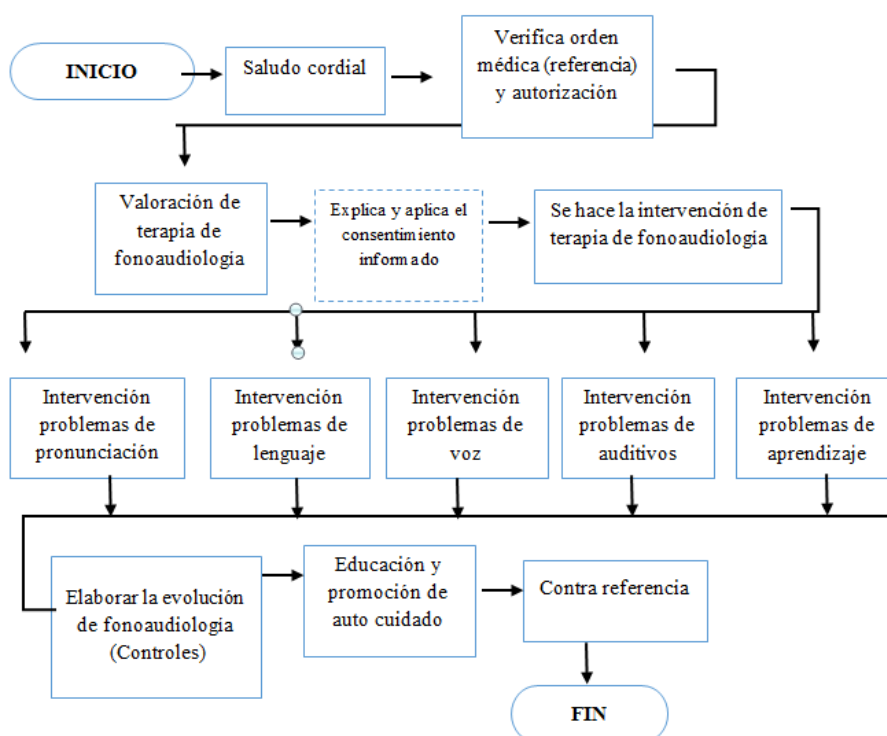 INICIO
Saludo cordial
Verifica orden
médica (referencia)
y autorización
Valoración de
terapia de
fonoaudiología
Explica y aplica el
consentimiento
informado
Se hace la intervención de
terapia de fonoaudiología
Intervención
problemas de
pronunciación
Intervención
problemas de
lenguaje
Intervención
problemas de
voz
Intervención
problemas de
auditivos
Intervención
problemas de
aprendizaje
Elaborar la evolución
de fonoaudiología
(Controles)
Educación y
promoción de
auto cuidado
Contra referencia
FIN